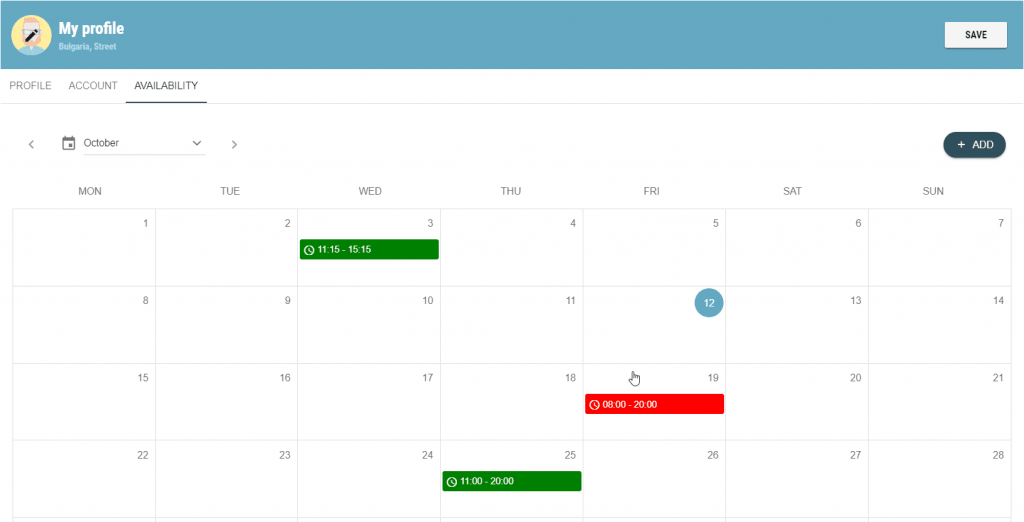 My profile
Bulgaria, Street
SAVE
PROFILE ACCOUNT AVAILABILITY
October
+ ADD
MON TUE WED THU FRI SAT SUN
1 2 3 4 5 6 7
11:15 - 15:15
8 9 10 11 12 13 14
15 16 17 18 19 20 21
08:00 - 20:00
22 23 24 25 26 27 28
11:00 - 20:00